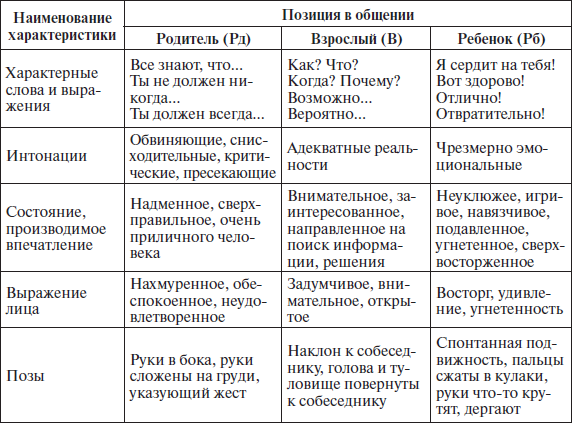 Наименование
характеристики
Позиция в общении
Родитель (Рд)
Взрослый (В)
Ребенок (Рб)
Характерные
слова и выра-
жения
Все знают, что...
Ты не должен ни-
когда...
Ты должен всегда...
Как? Что?
Когда? Почему?
Возможно...
Вероятно...
Я сердит на тебя!
Вот здорово!
Отлично!
Отвратительно!
Интонации
Обвиняющие, снис-
ходительные, крити-
ческие, пресекающие
Адекватные реаль-
ности
Чрезмерно эмо-
циональные
Состояние,
производимое
впечатление
Надменное, сверх-
правильное, очень
приличного чело-
века
Внимательное, за-
интересованное,
направленное на
поиск информа-
ции, решения
Неуклюжее, игри-
вое, навязчивое,
подавленное,
угнетенное, сверх-
восторженное
Выражение
лица
Нахмуренное, обе-
спокоенное, неудо-
влетворенное
Задумчивое, вни-
мательное, откры-
тое
Восторг, удивле-
ние, угнетенность
Позы
Руки в бока, руки
сложены на груди,
указующий жест
Наклон к собесед-
нику, голова и ту-
ловище повернуты
к собеседнику
Спонтанная под-
вижность, пальцы
сжаты в кулаки,
руки что-то кру-
тят, дергают